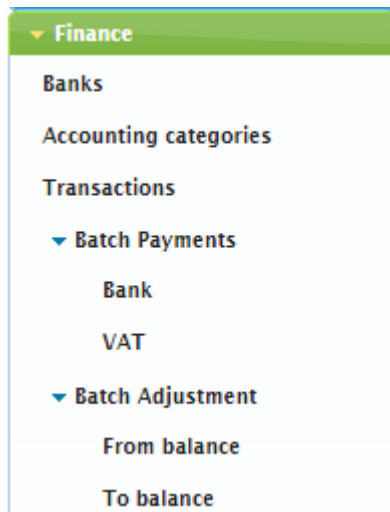 Finance
Banks
Accounting categories
Transactions
Batch Payments
Bank
VAT
Batch Adjustment
From balance
To balance